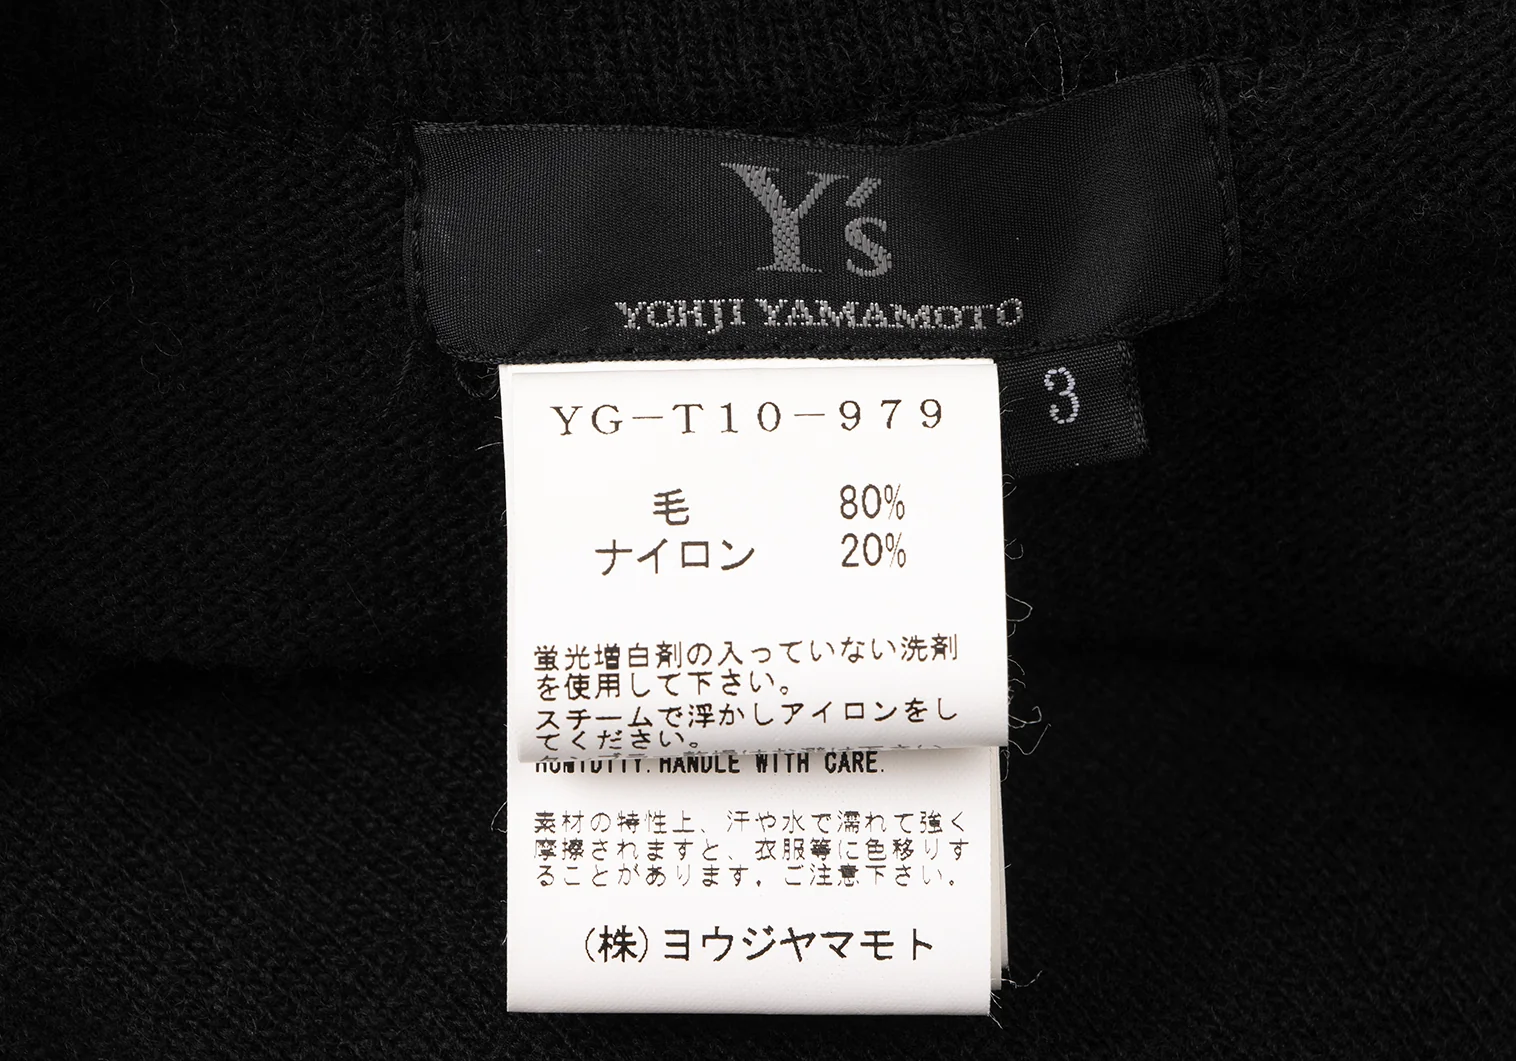 Y's
YOHJI YAMAMOTO
3
YG-T10-979
毛 80%
ナイロン 20%
蛍光増白剤の入っていない洗剤
を使用して下さい。
スチームで浮かしアイロンをし
てください。
HUMIDITY.HANDLE WITH CARE.
素材の特性上、汗や水で濡れて強く
摩擦されますと、衣服等に色移りす
ることがあります。ご注意下さい。
(株)ヨウジヤマモト